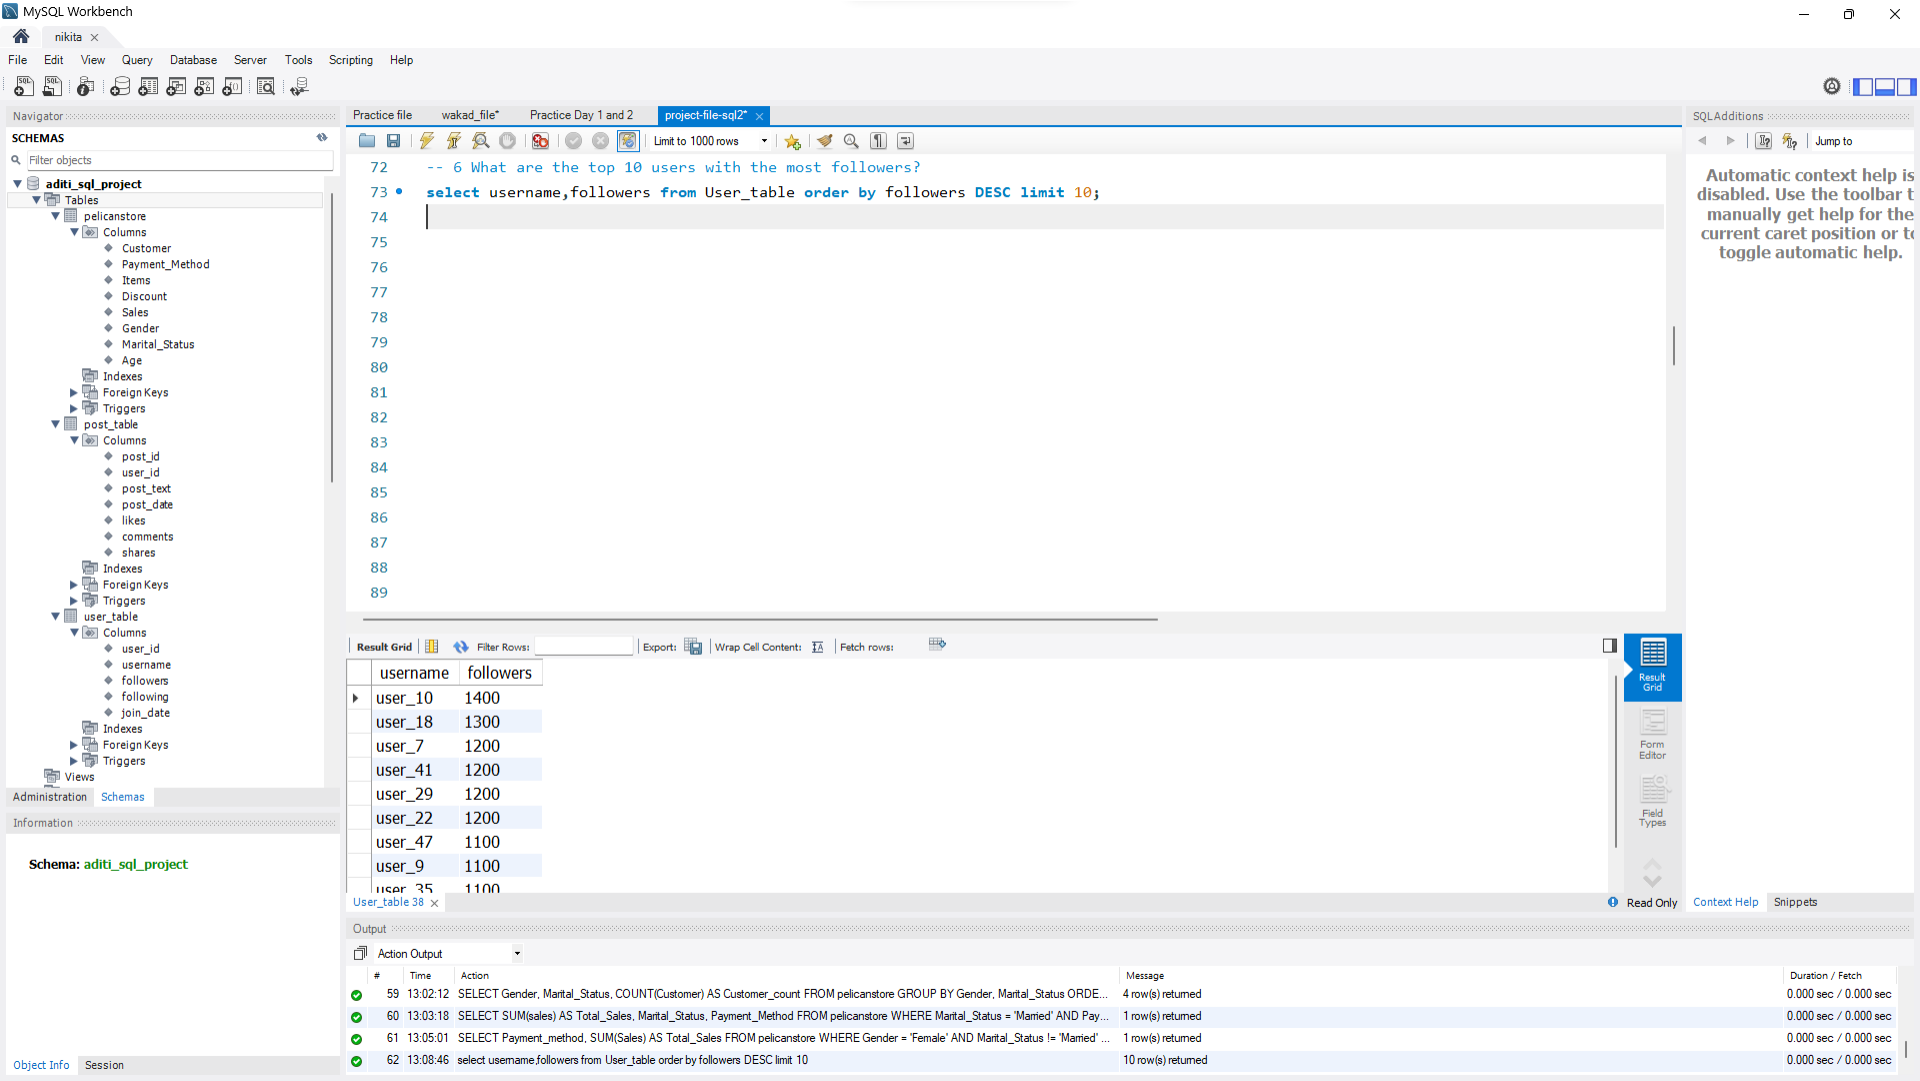 MySQL Workbench
nikita
File Edit View Query Database Server Tools Scripting Help
Navigator
SCHEMAS
Filter objects
aditi_sql_project
Tables
pelicanstore
Columns
Customer
Payment_Method
Items
Discount
Sales
Gender
Marital_Status
Age
Indexes
Foreign Keys
Triggers
post_table
Columns
post_id
user_id
post_text
post_date
likes
comments
shares
Indexes
Foreign Keys
Triggers
user_table
Columns
user_id
username
followers
following
join_date
Indexes
Foreign Keys
Triggers
Views
Administration Schemas
Information
Schema: aditi_sql_project
Object Info Session
Practice file wakad_file* Practice Day 1 and 2 project-file-sql2*
Limit to 1000 rows
72 -- 6 What are the top 10 users with the most followers?
73 select username,followers from User_table order by followers DESC limit 10;
74
75
76
77
78
79
80
81
82
83
84
85
86
87
88
89
Result Grid Filter Rows: Export: Wrap Cell Content: Fetch rows:
username followers
user_10 1400
user_18 1300
user_7 1200
user_41 1200
user_29 1200
user_22 1200
user_47 1100
user_9 1100
user_35 1100
Result
Grid
Form
Editor
Field
Types
User_table 38
Read Only
SQLAdditions
Jump to
Automatic context help is
disabled. Use the toolbar t
manually get help for the
current caret position or to
toggle automatic help.
Context Help Snippets
Output
Action Output
# Time Action Message Duration / Fetch
59 13:02:12 SELECT Gender, Marital_Status, COUNT(Customer) AS Customer_count FROM pelicanstore GROUP BY Gender, Marital_Status ORDE... 4 row(s) returned 0.000 sec / 0.000 sec
60 13:03:18 SELECT SUM(sales) AS Total_Sales, Marital_Status, Payment_Method FROM pelicanstore WHERE Marital_Status = 'Married' AND Pay... 1 row(s) returned 0.000 sec / 0.000 sec
61 13:05:01 SELECT Payment_method, SUM(Sales) AS Total_Sales FROM pelicanstore WHERE Gender = 'Female' AND Marital_Status != 'Married' ... 1 row(s) returned 0.000 sec / 0.000 sec
62 13:08:46 select username,followers from User_table order by followers DESC limit 10 10 row(s) returned 0.000 sec / 0.000 sec